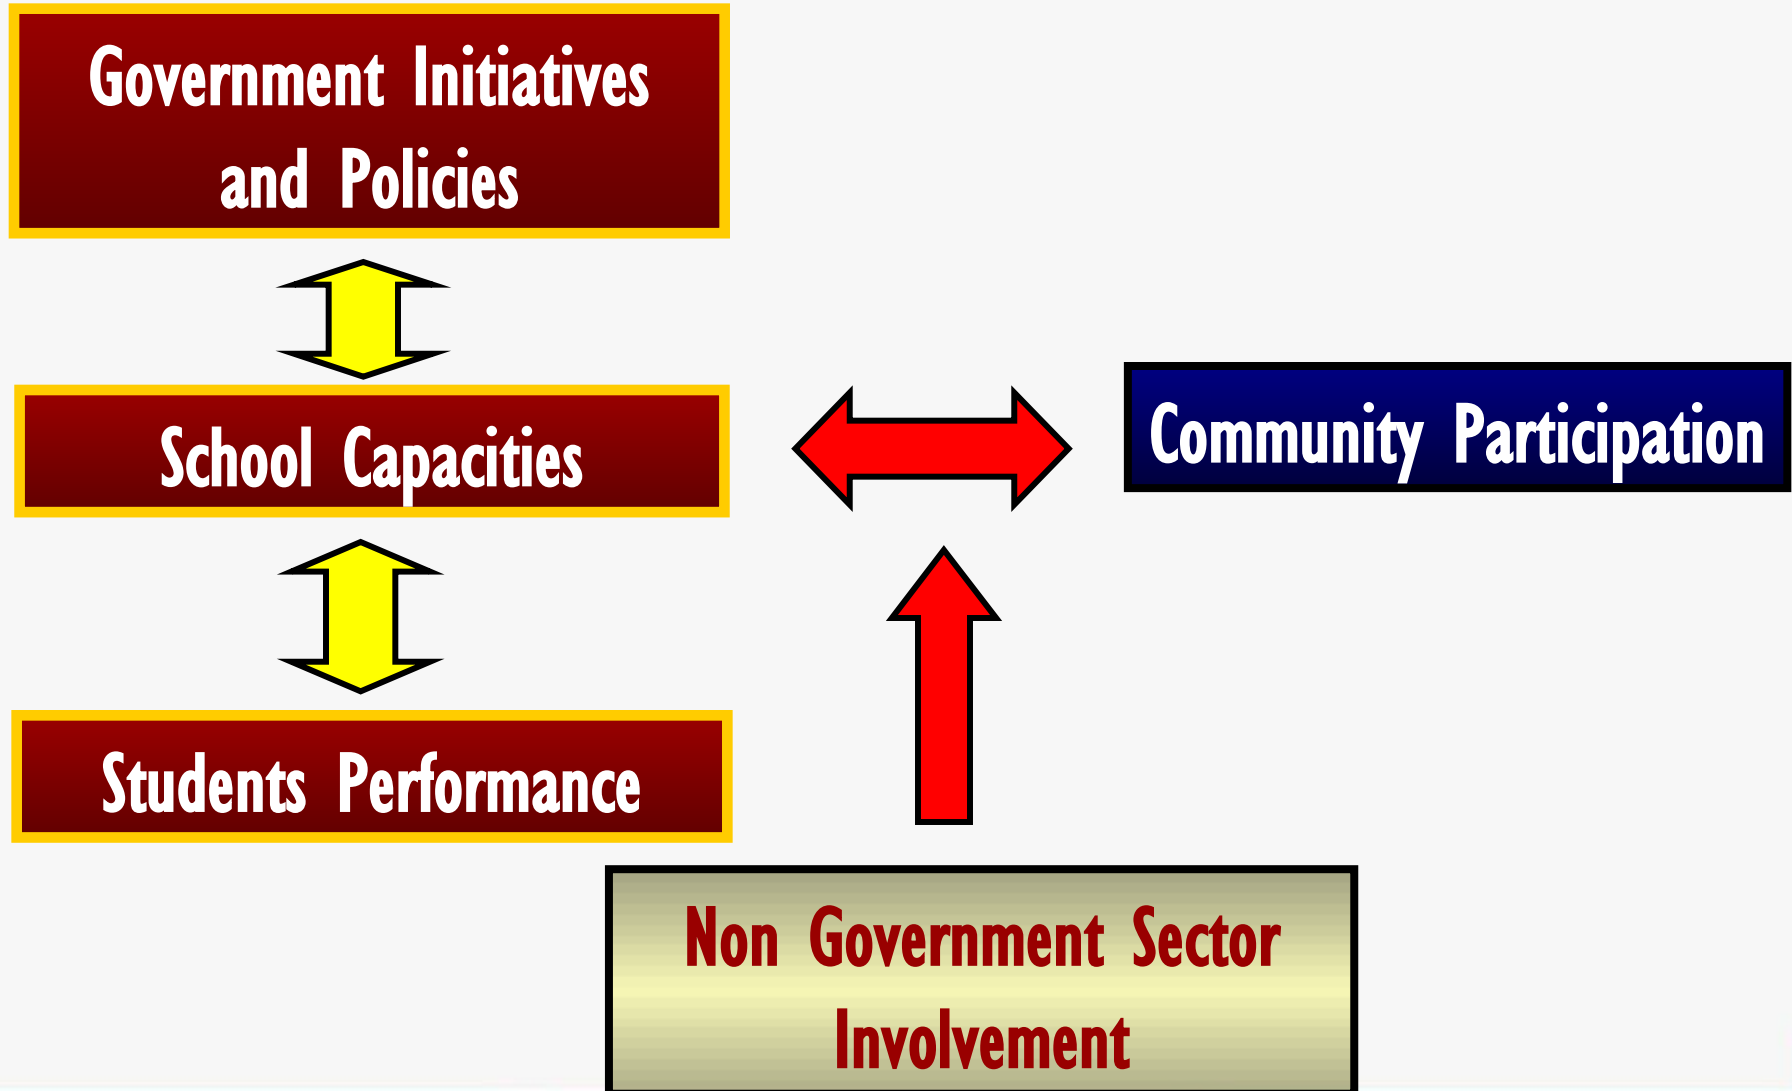 Government Initiatives
and Policies
School Capacities
Community Participation
Students Performance
Non Government Sector
Involvement